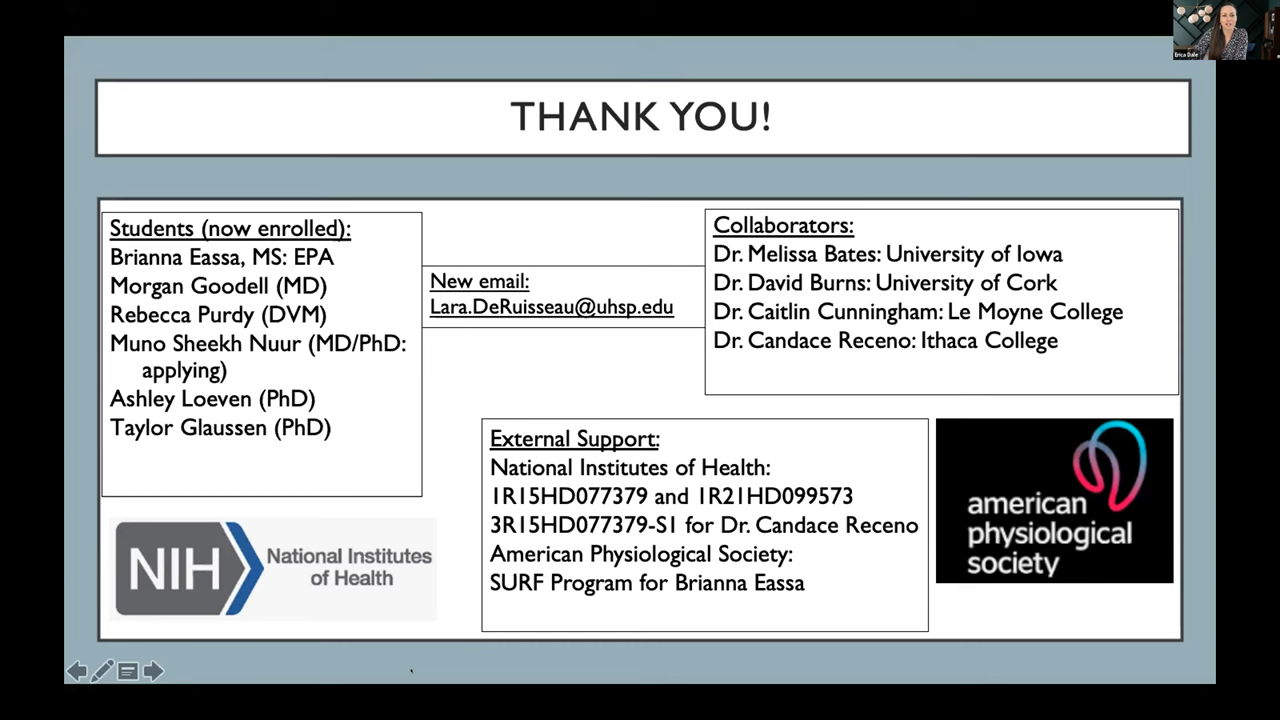 Erica Dale
THANK YOU!
Students (now enrolled):
Brianna Eassa, MS: EPA
Morgan Goodell (MD)
Rebecca Purdy (DVM)
Muno Sheekh Nuur (MD/PhD:
applying)
Ashley Loeven (PhD)
Taylor Glaussen (PhD)
New email:
Lara.DeRuisseau@uhsp.edu
Collaborators:
Dr. Melissa Bates: University of Iowa
Dr. David Burns: University of Cork
Dr. Caitlin Cunningham: Le Moyne College
Dr. Candace Receno: Ithaca College
External Support:
National Institutes of Health:
1R15HD077379 and 1R21HD099573
3R15HD077379-S1 for Dr. Candace Receno
American Physiological Society:
SURF Program for Brianna Eassa
NIH
National Institutes
of Health
american
physiological
society